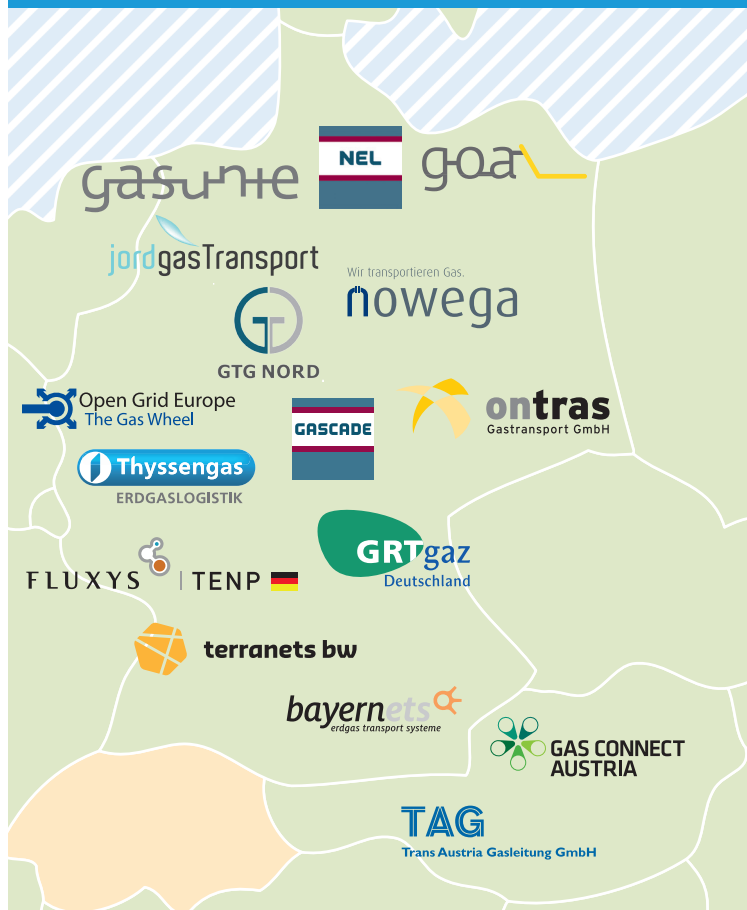 gasunie
NEL
goal
jordgasTransport
Wir transportieren Gas.
nowega
GTG NORD
Open Grid Europe
The Gas Wheel
GASCADE
ontras
Gastransport GmbH
Thyssengas
ERDGASLOGISTIK
GRTgaz
Deutschland
FLUXYS | TENP
terranets bw
bayernets
erdgas transport systeme
GAS CONNECT
AUSTRIA
TAG
Trans Austria Gasleitung GmbH